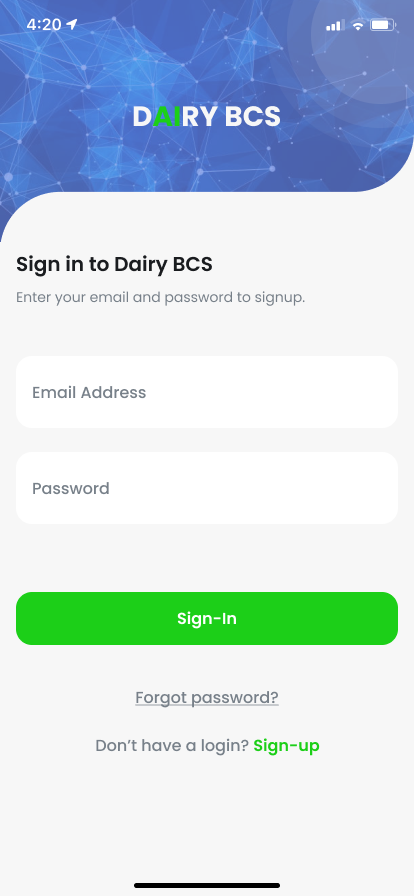 4:20
DAIRY BCS
Sign in to Dairy BCS
Enter your email and password to signup.
Email Address
Password
Sign-In
Forgot password?
Don’t have a login? Sign-up